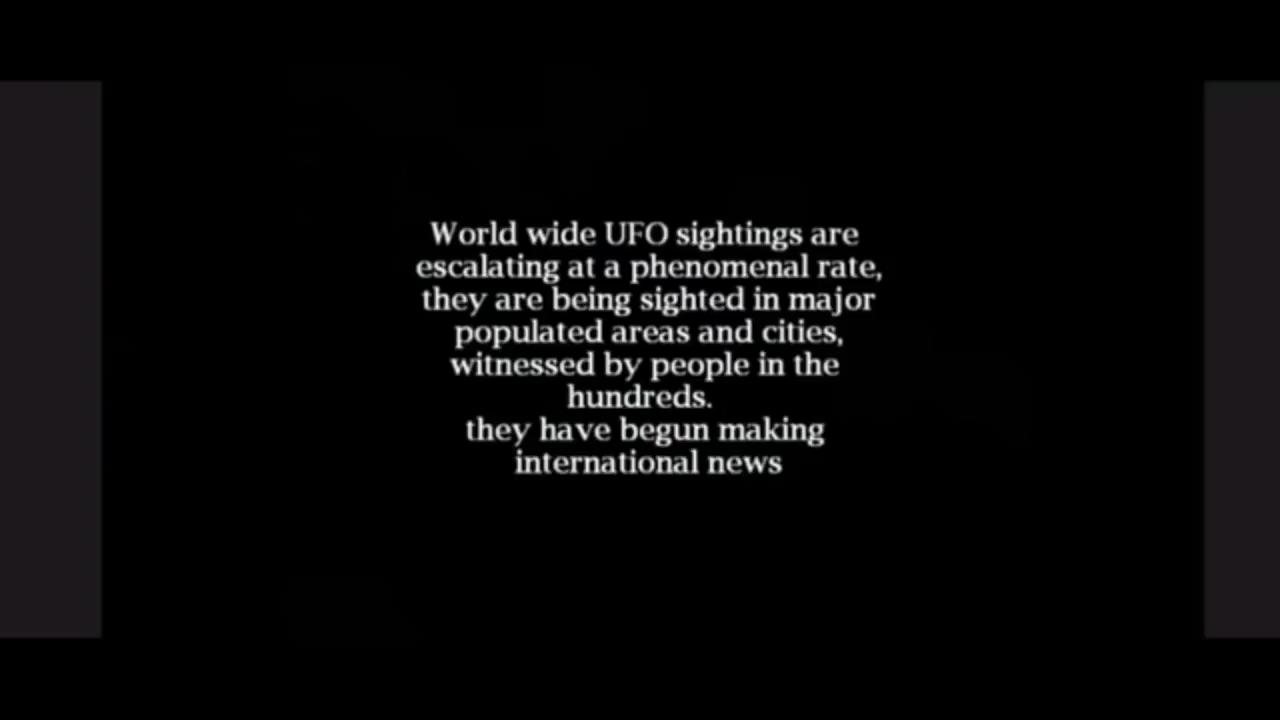 World wide UFO sightings are
escalating at a phenomenal rate,
they are being sighted in major
populated areas and cities,
witnessed by people in the
hundreds.
they have begun making
international news